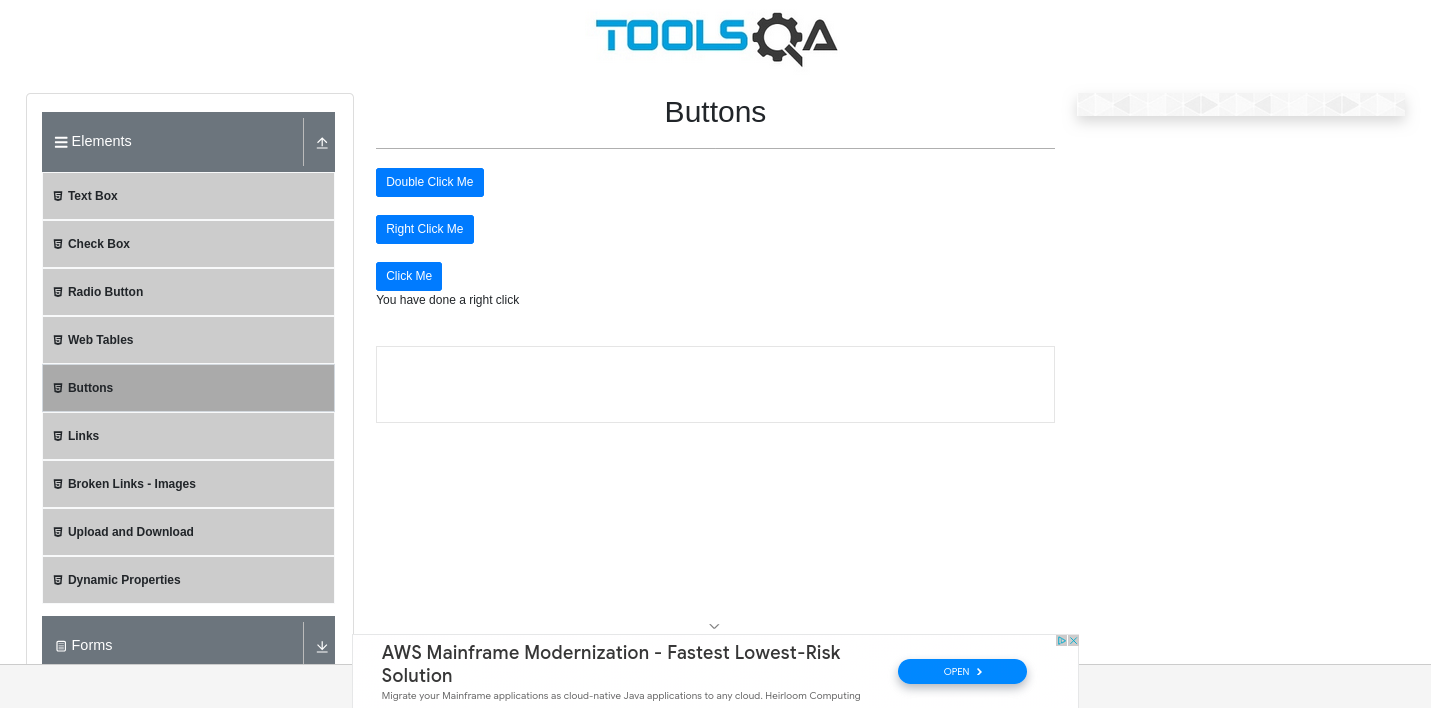 TOOLSQA
Elements
Text Box
Check Box
Radio Button
Web Tables
Buttons
Links
Broken Links - Images
Upload and Download
Dynamic Properties
Forms
Buttons
Double Click Me
Right Click Me
Click Me
You have done a right click
AWS Mainframe Modernization - Fastest Lowest-Risk
Solution
Migrate your Mainframe applications as cloud-native Java applications to any cloud. Heirloom Computing
OPEN